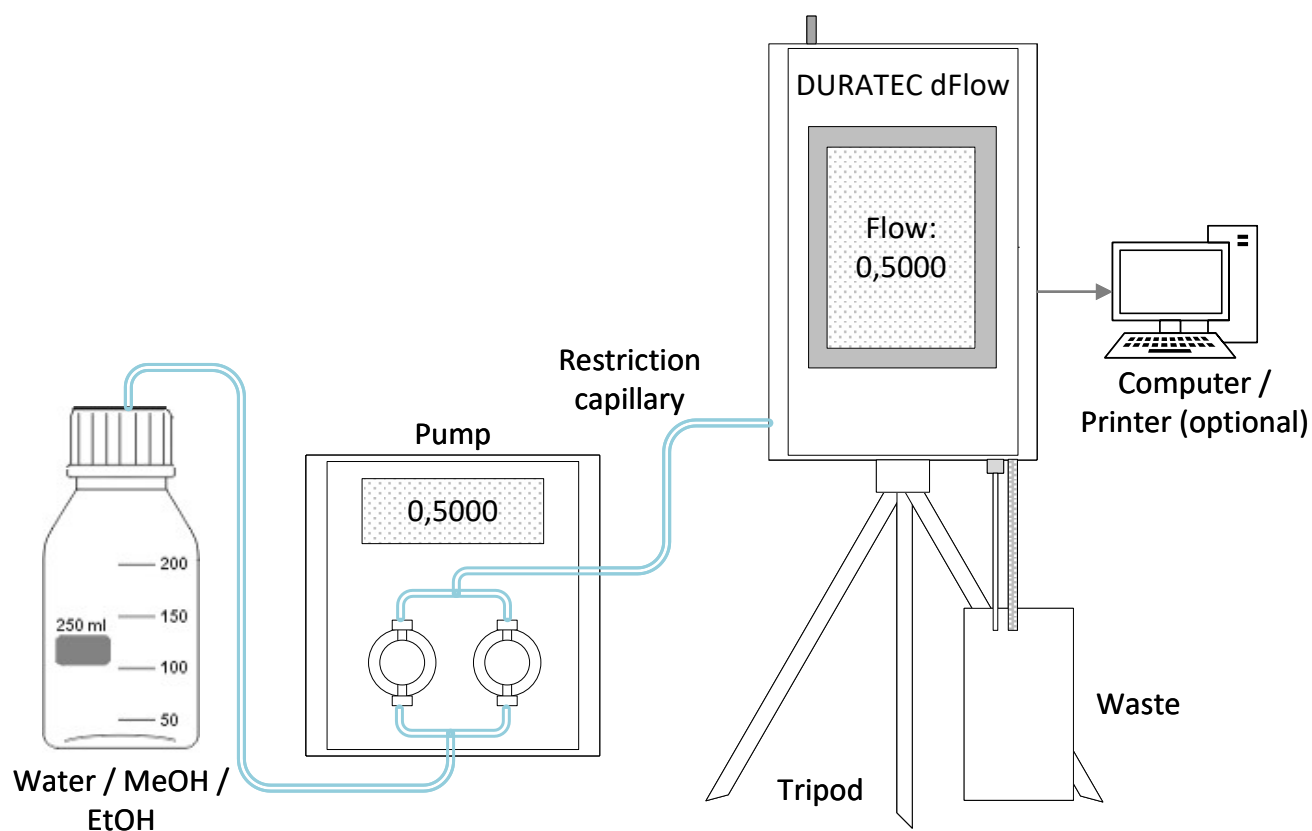 DURATEC dFlow
Flow:
0,5000
Restriction
capillary
Computer /
Printer (optional)
Pump
0,5000
200
150
250 ml
100
50
Water / MeOH /
EtOH
Waste
Tripod